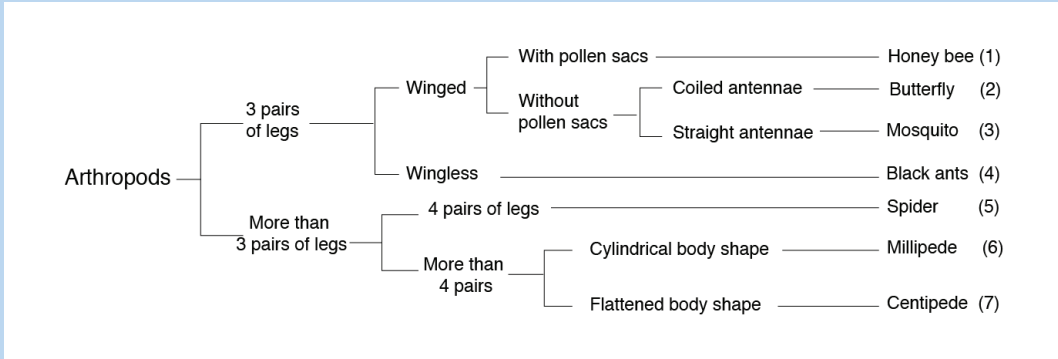 With pollen sacs
Honey bee (1)
Winged
Coiled antennae
Butterfly (2)
Without
pollen sacs
3 pairs
of legs
Straight antennae
Mosquito (3)
Arthropods
Wingless
Black ants (4)
4 pairs of legs
Spider (5)
More than
3 pairs of legs
Cylindrical body shape
Millipede (6)
More than
4 pairs
Flattened body shape
Centipede (7)